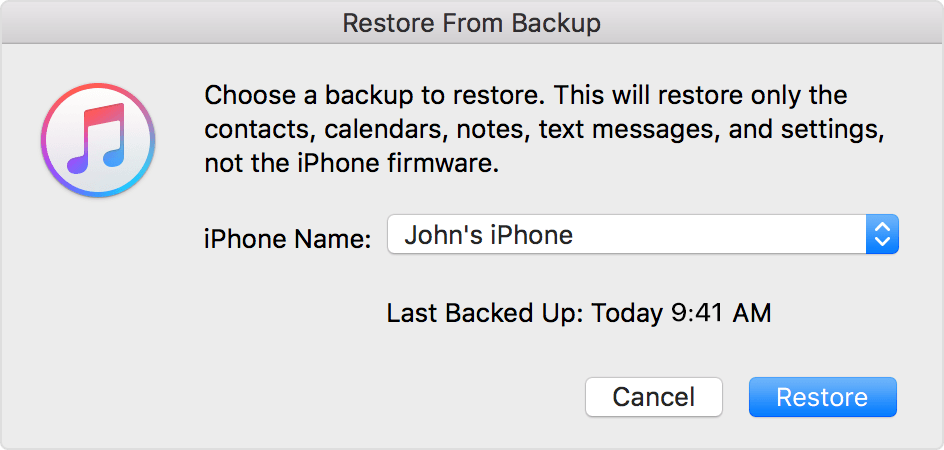 Restore From Backup
Choose a backup to restore. This will restore only the
contacts, calendars, notes, text messages, and settings,
not the iPhone firmware.
iPhone Name: John's iPhone
Last Backed Up: Today 9:41 AM
Cancel Restore